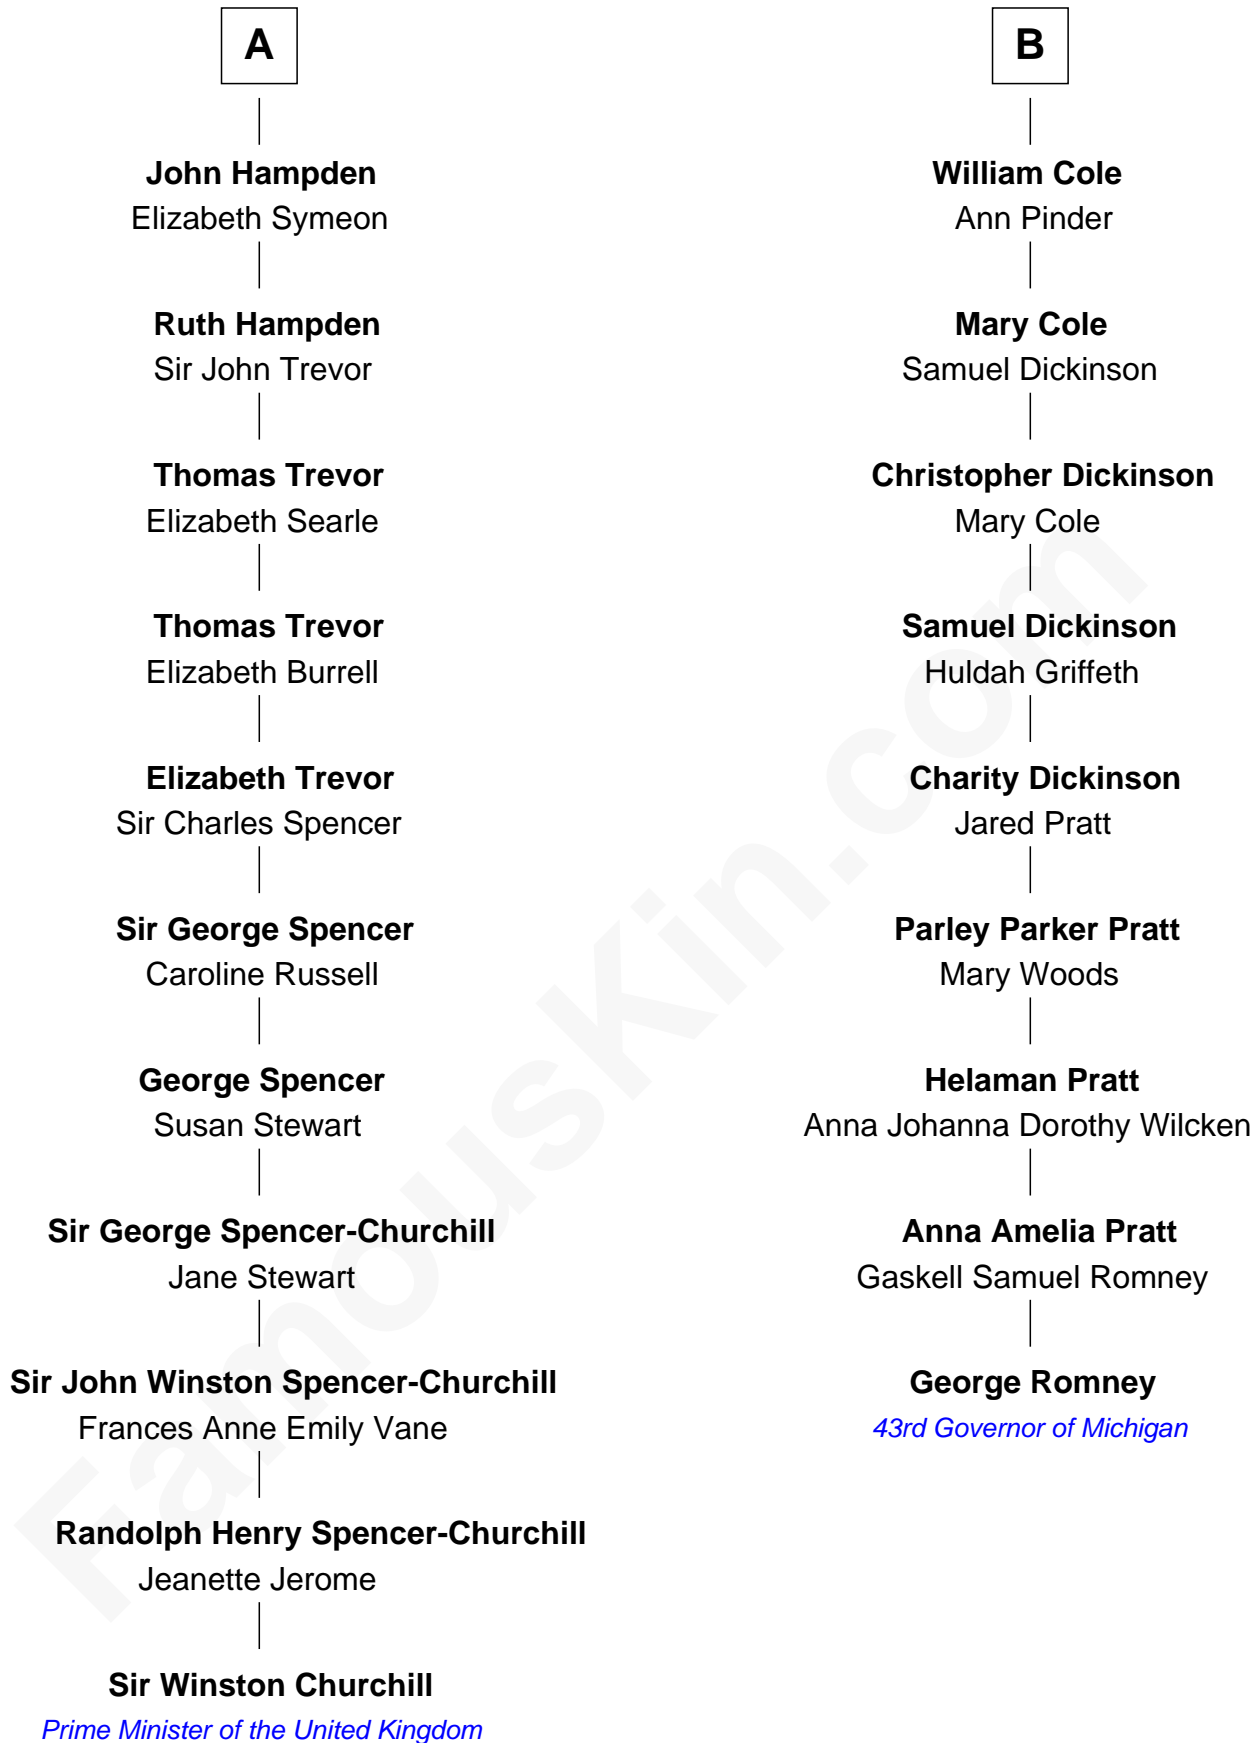 A
John Hampden
Elizabeth Symeon
Ruth Hampden
Sir John Trevor
Thomas Trevor
Elizabeth Searle
Thomas Trevor
Elizabeth Burrell
Elizabeth Trevor
Sir Charles Spencer
Sir George Spencer
Caroline Russell
George Spencer
Susan Stewart
Sir George Spencer-Churchill
Jane Stewart
Sir John Winston Spencer-Churchill
Frances Anne Emily Vane
Randolph Henry Spencer-Churchill
Jeanette Jerome
Sir Winston Churchill
Prime Minister of the United Kingdom
B
William Cole
Ann Pinder
Mary Cole
Samuel Dickinson
Christopher Dickinson
Mary Cole
Samuel Dickinson
Huldah Griffeth
Charity Dickinson
Jared Pratt
Parley Parker Pratt
Mary Woods
Helaman Pratt
Anna Johanna Dorothy Wilcken
Anna Amelia Pratt
Gaskell Samuel Romney
George Romney
43rd Governor of Michigan
FamousKin.com